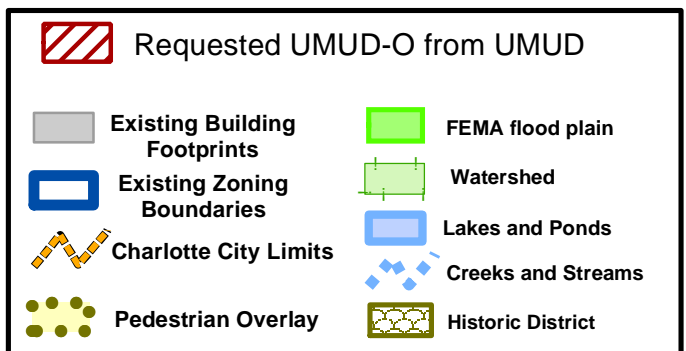 Requested UMUD-O from UMUD
Existing Building
Footprints
Existing Zoning
Boundaries
Charlotte City Limits
Pedestrian Overlay
FEMA flood plain
Watershed
Lakes and Ponds
Creeks and Streams
Historic District